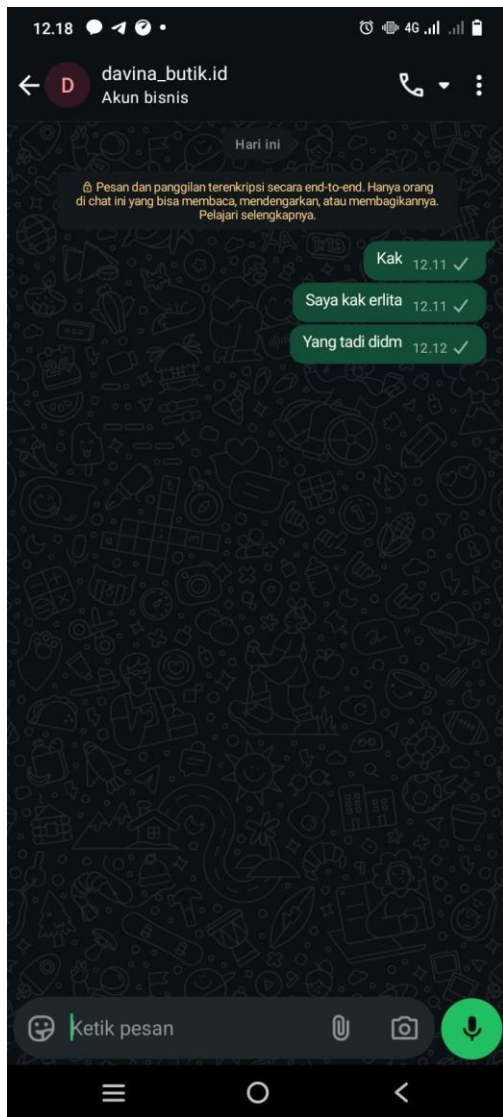 12.18
4G
D
davina_butik.id
Akun bisnis
Hari ini
Pesan dan panggilan terenkripsi secara end-to-end. Hanya orang
di chat ini yang bisa membaca, mendengarkan, atau membagikannya.
Pelajari selengkapnya.
Kak 12.11
Saya kak erlita 12.11
Yang tadi didm 12.12
Ketik pesan